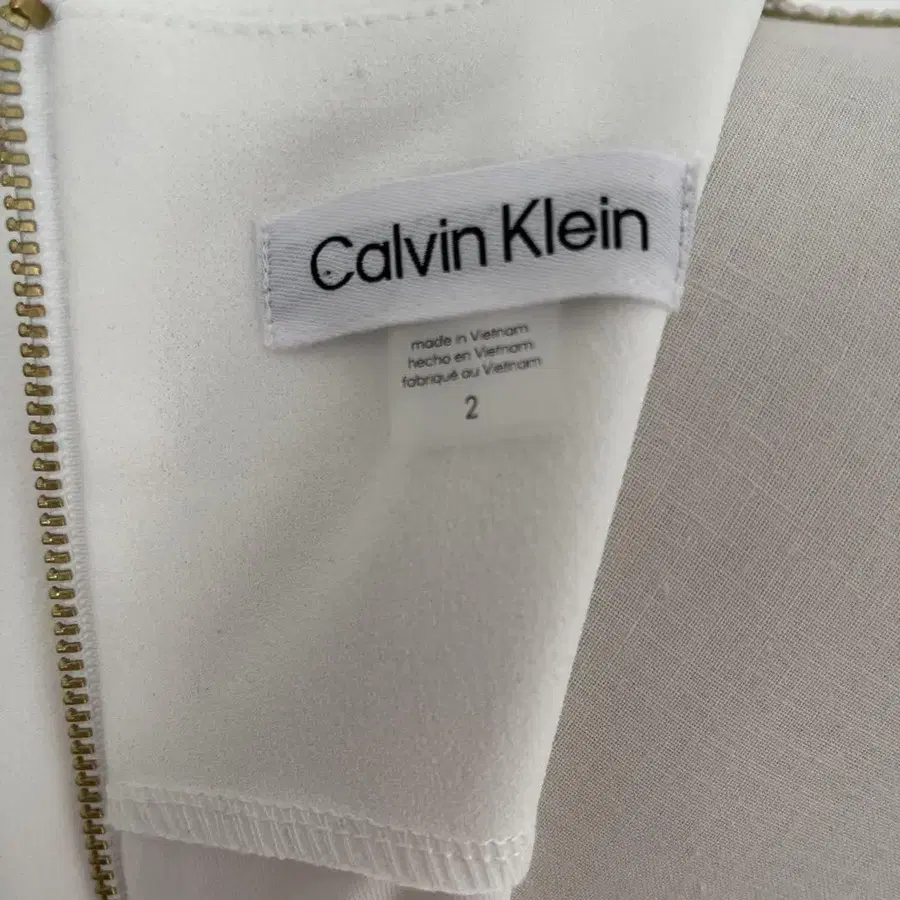 Calvin Klein
made in Vietnam
hecho en Vietnam
fabriqué au Vietnam
2